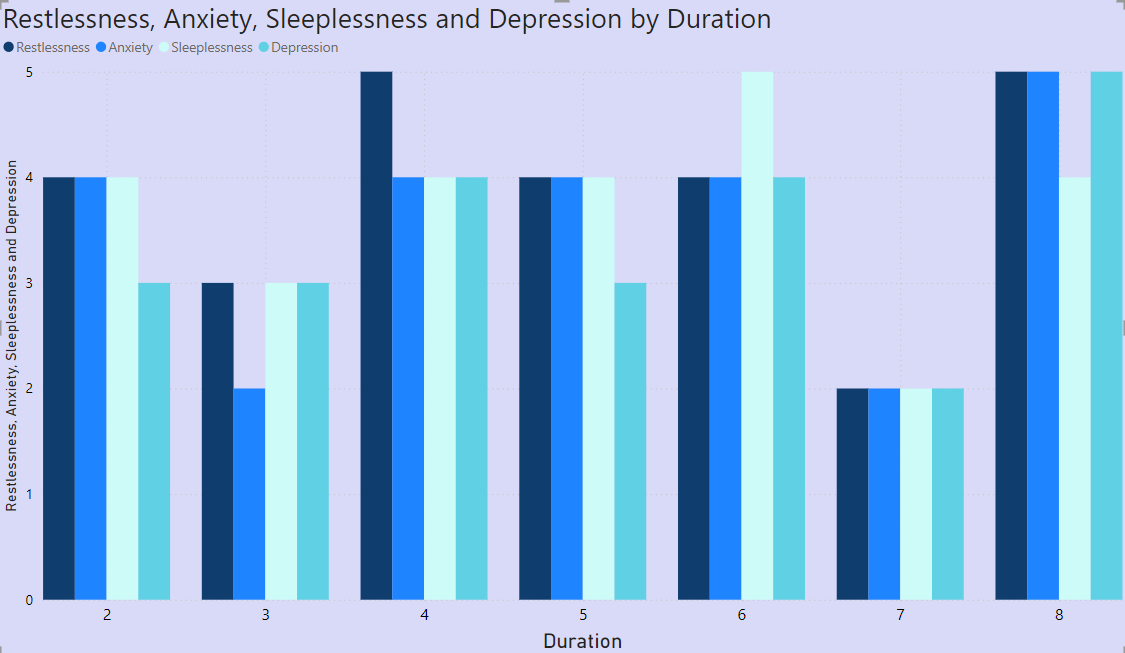 Restlessness, Anxiety, Sleeplessness and Depression by Duration
Restlessness Anxiety Sleeplessness Depression
Restlessness, Anxiety, Sleeplessness and Depression
5
4
3
2
1
0
2 3 4 5 6 7 8
Duration